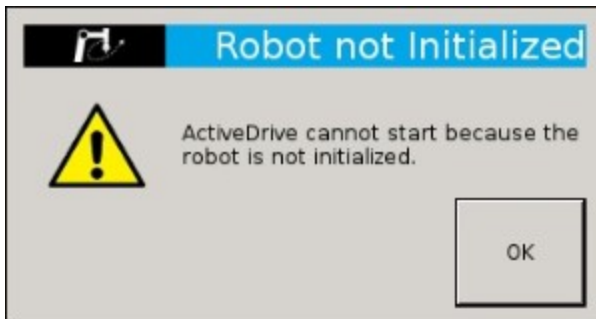 Robot not Initialized
ActiveDrive cannot start because the
robot is not initialized.
OK